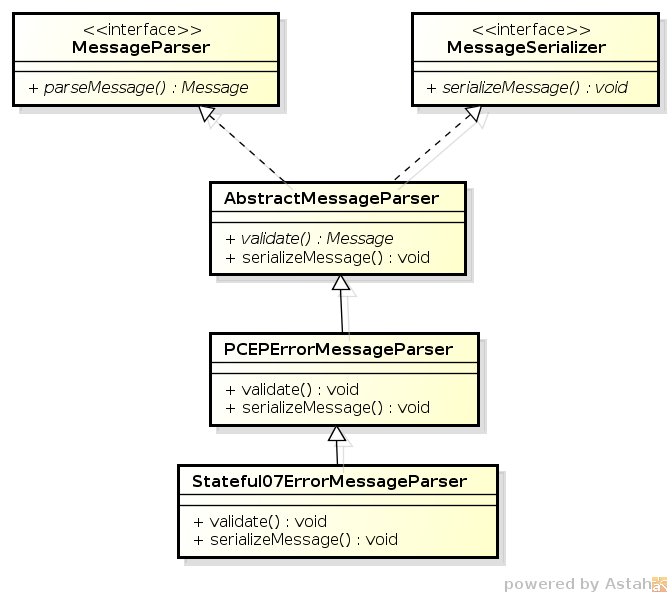 <<interface>>
MessageParser
+ parseMessage() : Message
<<interface>>
MessageSerializer
+ serializeMessage() : void
AbstractMessageParser
+ validate() : Message
+ serializeMessage() : void
PCEPErrorMessageParser
+ validate() : void
+ serializeMessage() : void
Stateful07ErrorMessageParser
+ validate() : void
+ serializeMessage() : void
powered by Astah